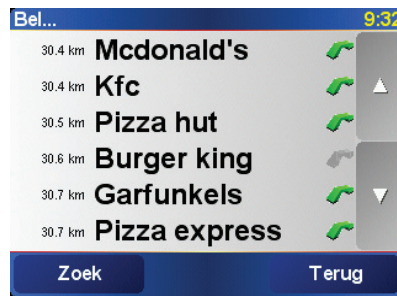 Bel... 9:32
30.4 km Mcdonald's
30.4 km Kfc
30.5 km Pizza hut
30.6 km Burger king
30.7 km Garfunkels
30.7 km Pizza express
Zoek Terug